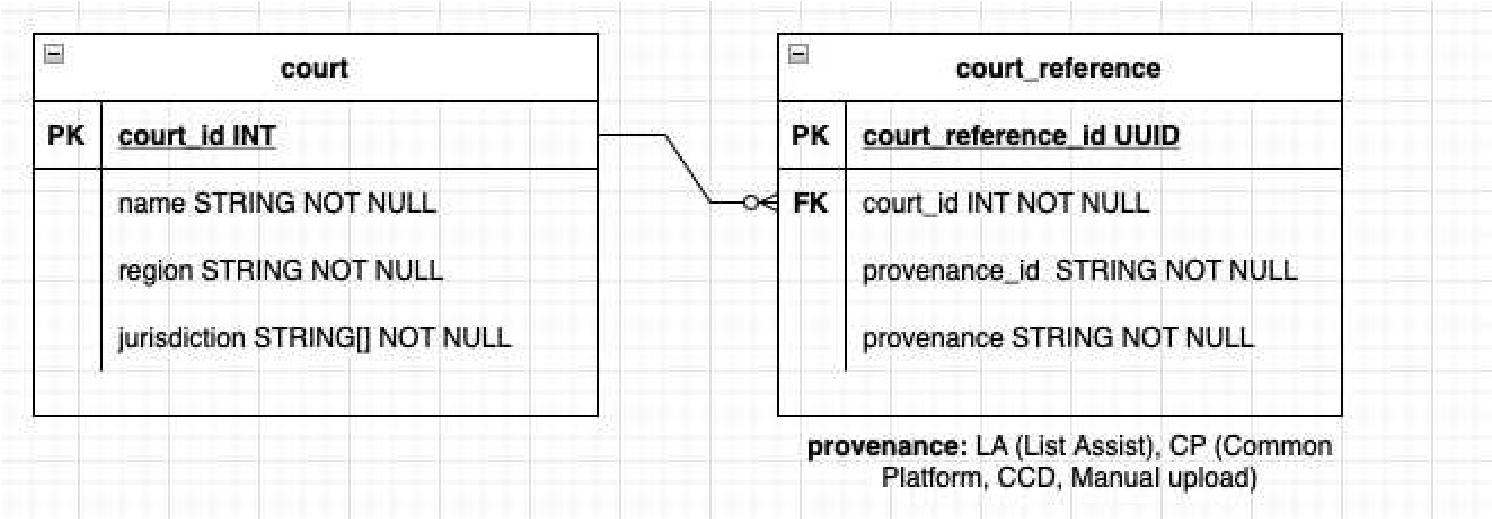 court
PK court_id INT
name STRING NOT NULL
region STRING NOT NULL
jurisdiction STRING[] NOT NULL
court_reference
PK court_reference_id UUID
FK court_id INT NOT NULL
provenance_id STRING NOT NULL
provenance STRING NOT NULL
provenance: LA (List Assist), CP (Common
Platform, CCD, Manual upload)